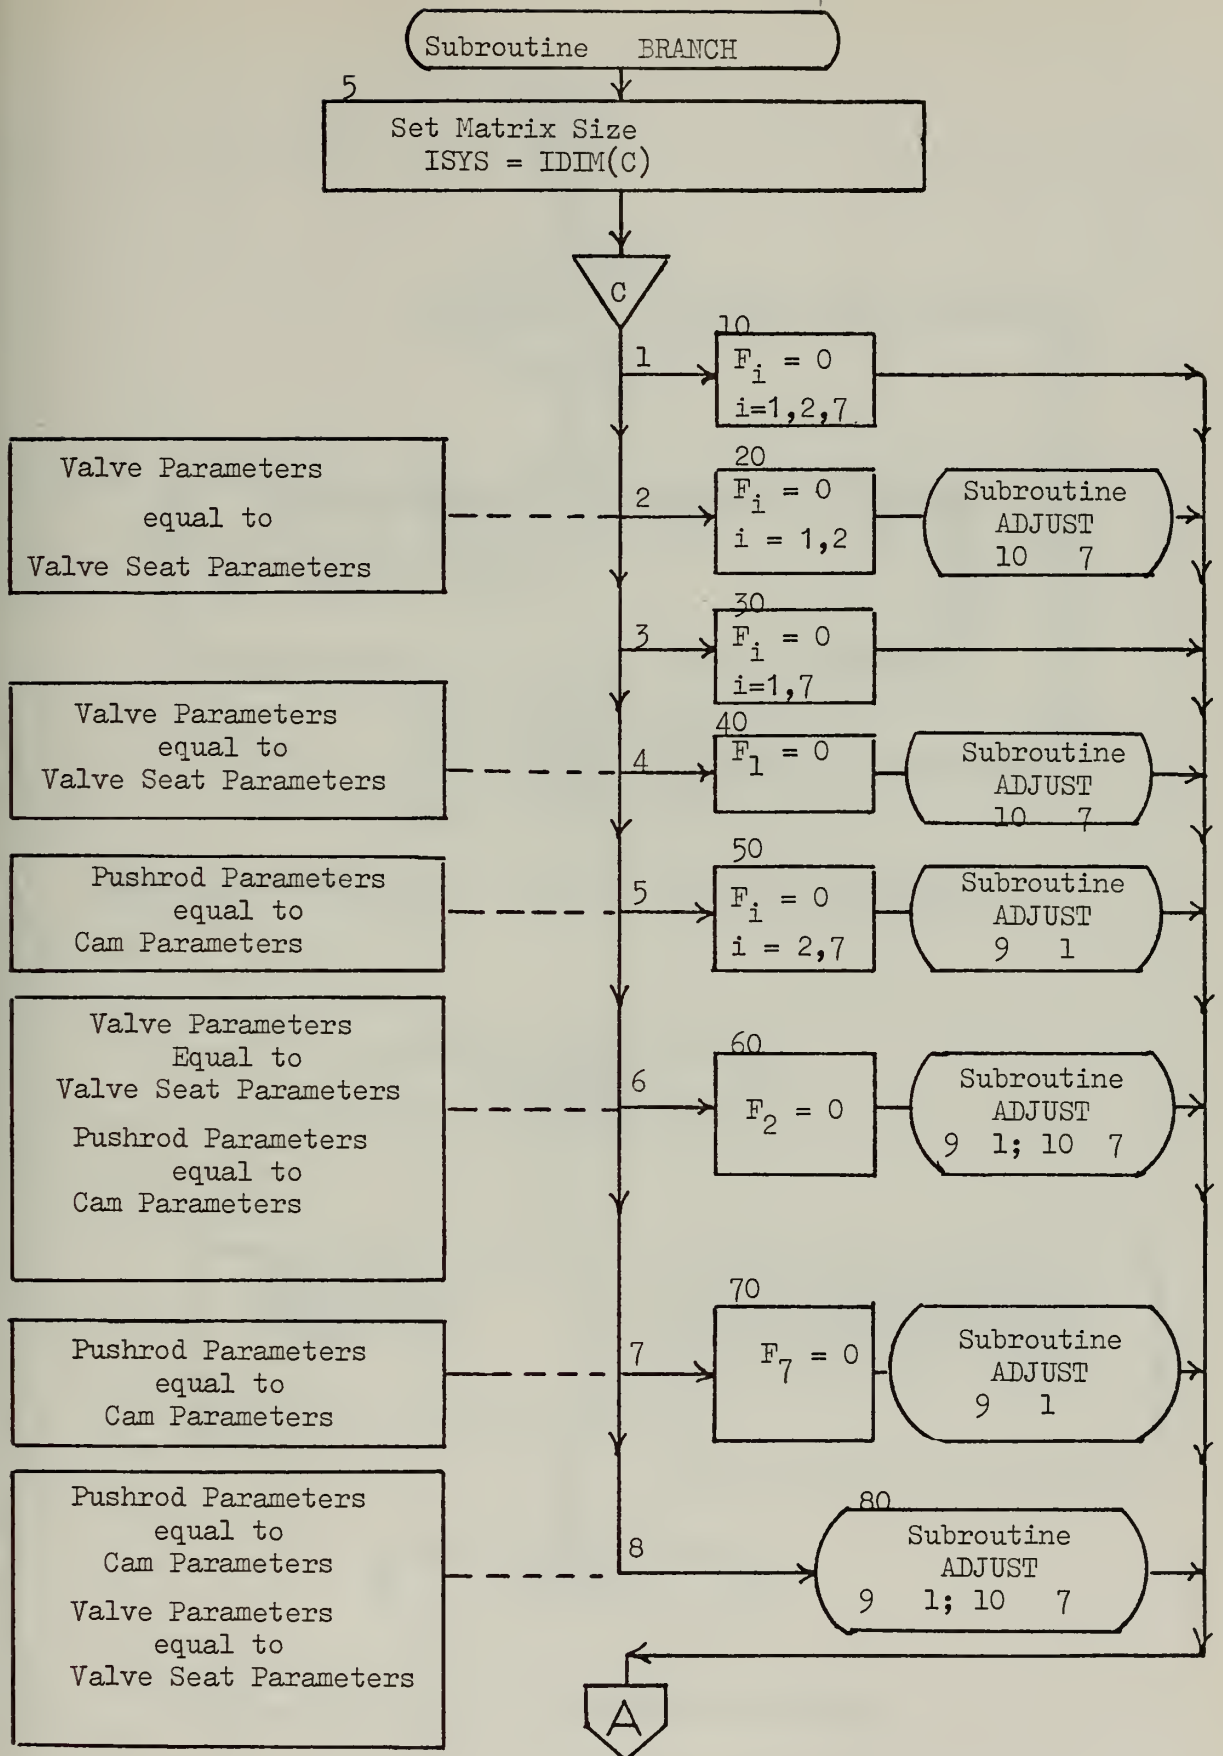 Subroutine BRANCH
5
Set Matrix Size
ISYS = IDIM(C)
C
1
10
F_i = 0
i=1,2,7
Valve Parameters
equal to
Valve Seat Parameters
2
20
F_i = 0
i = 1,2
Subroutine
ADJUST
10 7
3
30
F_i = 0
i=1,7
Valve Parameters
equal to
Valve Seat Parameters
4
40
F_1 = 0
Subroutine
ADJUST
10 7
Pushrod Parameters
equal to
Cam Parameters
5
50
F_i = 0
i = 2,7
Subroutine
ADJUST
9 1
Valve Parameters
Equal to
Valve Seat Parameters
Pushrod Parameters
equal to
Cam Parameters
6
60
F_2 = 0
Subroutine
ADJUST
9 1; 10 7
Pushrod Parameters
equal to
Cam Parameters
7
70
F_7 = 0
Subroutine
ADJUST
9 1
Pushrod Parameters
equal to
Cam Parameters
Valve Parameters
equal to
Valve Seat Parameters
8
80
Subroutine
ADJUST
9 1; 10 7
A